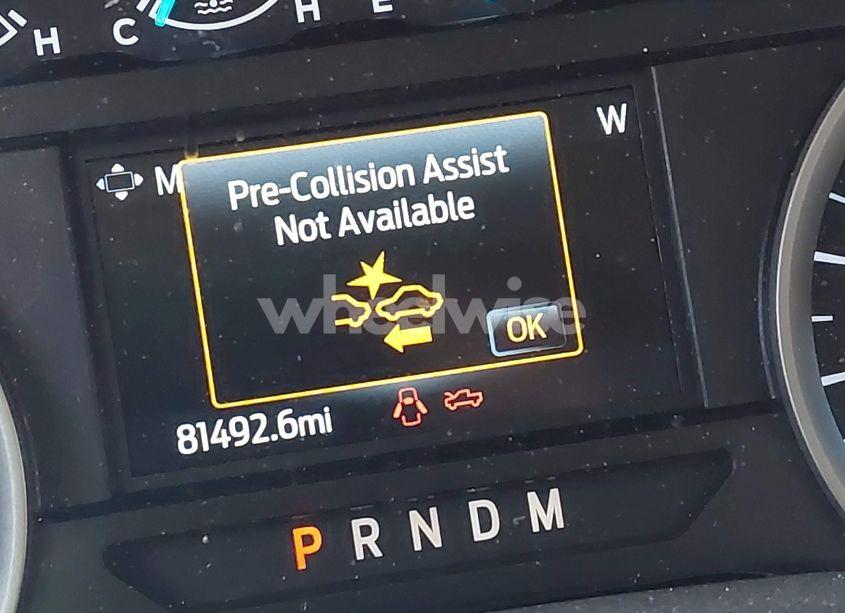 H
C
H
E
W
M
Pre-Collision Assist
Not Available
wheelwise
OK
81492.6mi
P R N D M